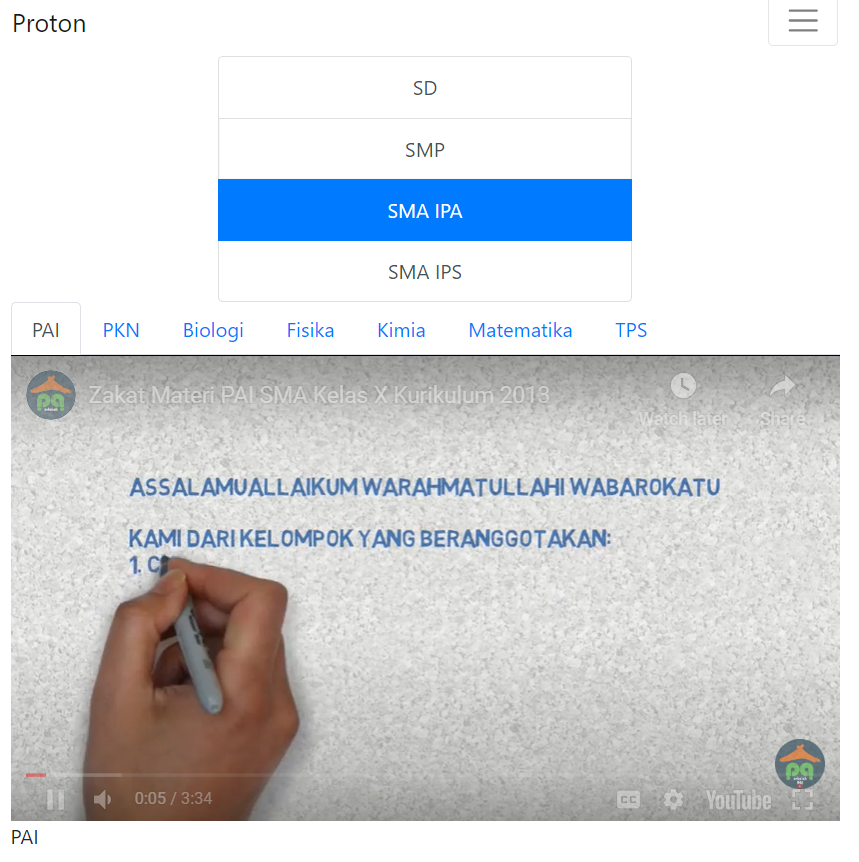 Proton
SD
SMP
SMA IPA
SMA IPS
PAI PKN Biologi Fisika Kimia Matematika TPS
Zakat Materi PAI SMA Kelas X Kurikulum 2013
Watch later Share
ASSALAMUALLAIKUM WARAHMATULLAHI WABAROKATU
KAMI DARI KELOMPOK YANG BERANGGOTAKAN:
1. C
0:05 / 3:34 CC YouTube
PAI